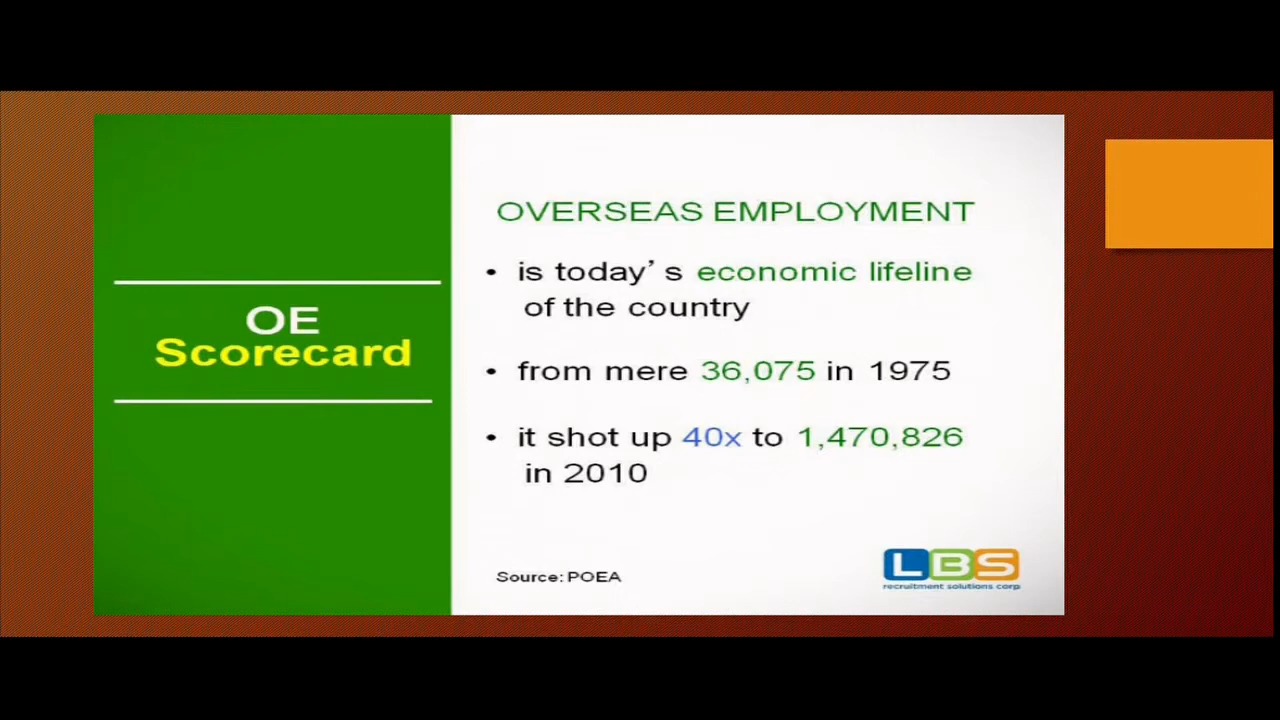 OE
Scorecard
OVERSEAS EMPLOYMENT
• is today’s economic lifeline
of the country
• from mere 36,075 in 1975
• it shot up 40x to 1,470,826
in 2010
Source: POEA
LBS
recruitment solutions corp